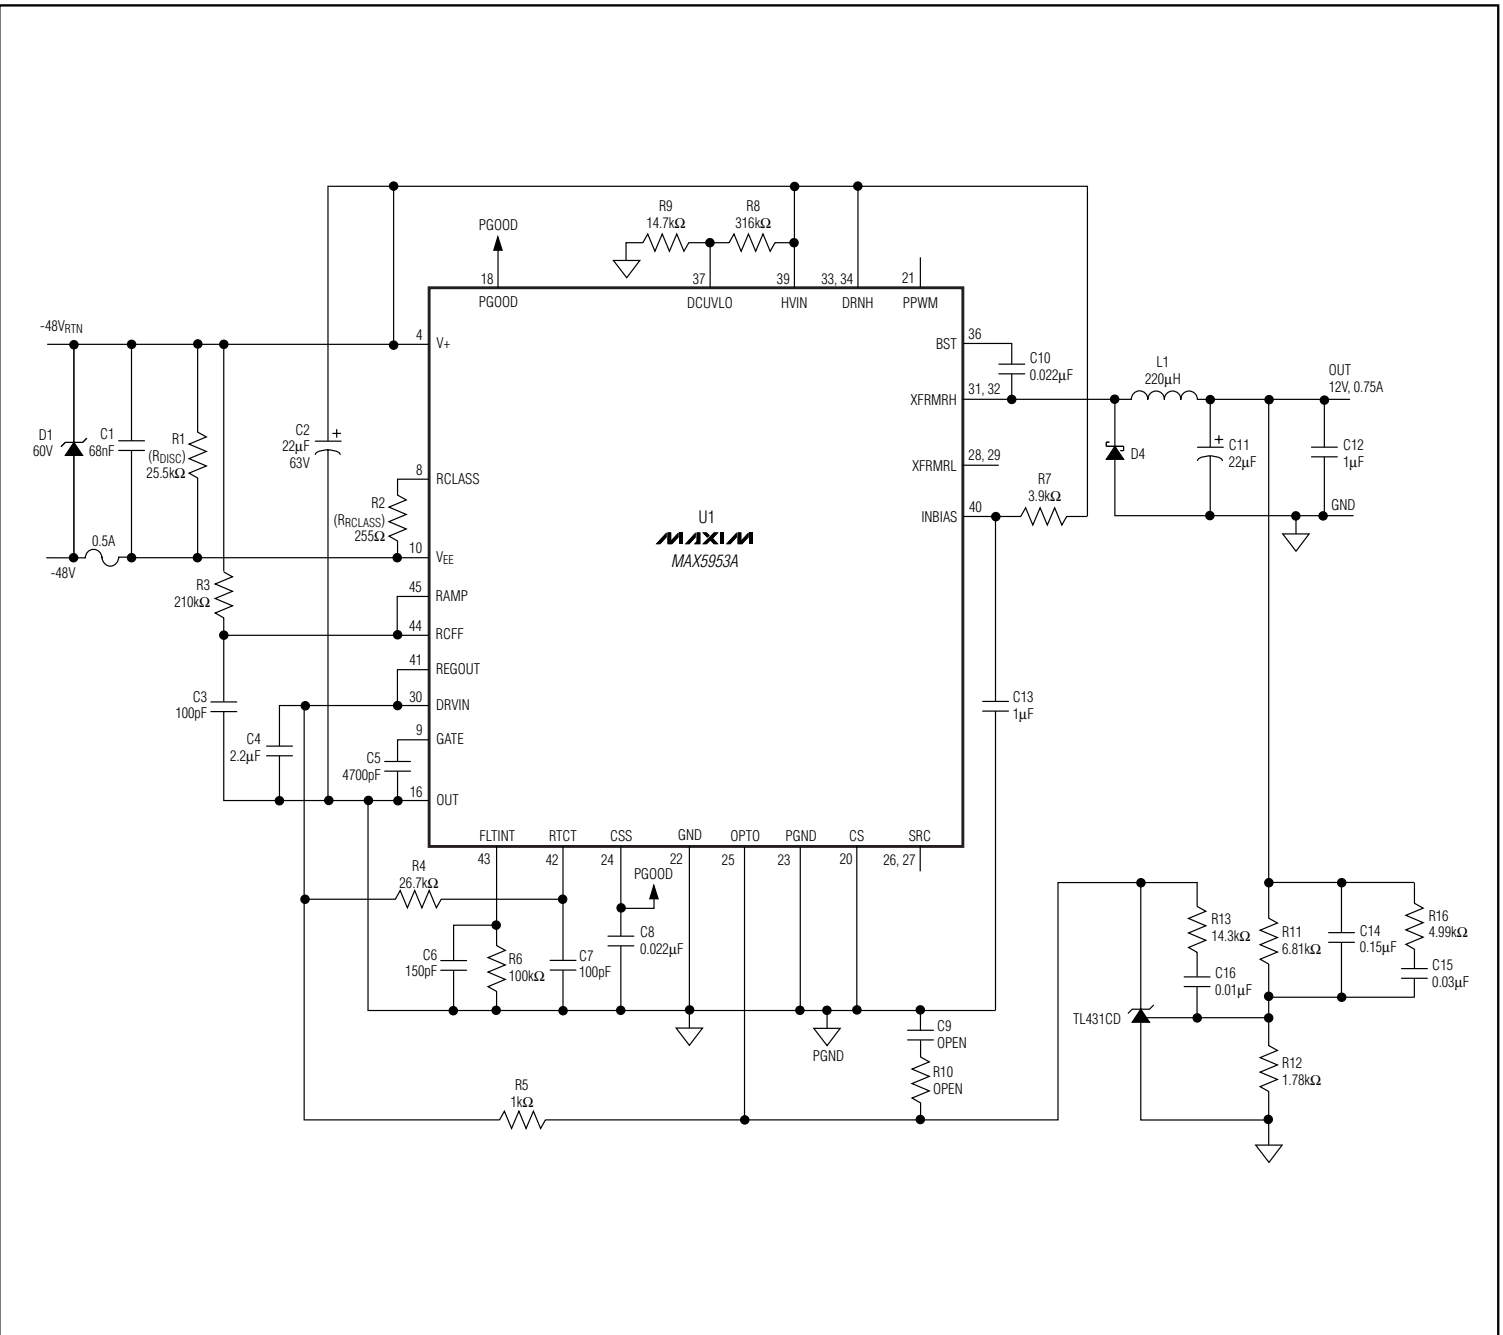 R9
14.7kΩ
R8
316kΩ
PGOOD
18
37
39
33, 34
21
PGOOD
DCUVLO
HVIN
DRNH
PPWM
-48VRTN
4
V+
BST
36
C10
0.022µF
L1
220µH
OUT
12V, 0.75A
XFRMRH
31, 32
D1
60V
C1
68nF
R1
(RDISC)
25.5kΩ
C2
22µF
63V
+
8
RCLASS
R2
(RRCLASS)
255Ω
XFRMRL
28, 29
D4
+
C11
22µF
C12
1µF
R7
3.9kΩ
INBIAS
40
GND
U1
MAXIM
MAX5953A
0.5A
-48V
10
VEE
R3
210kΩ
45
RAMP
44
RCFF
41
REGOUT
30
DRVIN
C3
100pF
C4
2.2µF
9
GATE
C5
4700pF
16
OUT
C13
1µF
FLTINT
RTCT
CSS
GND
OPTO
PGND
CS
SRC
43
42
24
22
25
23
20
26, 27
R4
26.7kΩ
PGOOD
C6
150pF
R6
100kΩ
C7
100pF
C8
0.022µF
R13
14.3kΩ
R11
6.81kΩ
C14
0.15µF
R16
4.99kΩ
C16
0.01µF
C15
0.03µF
TL431CD
C9
OPEN
PGND
R10
OPEN
R12
1.78kΩ
R5
1kΩ